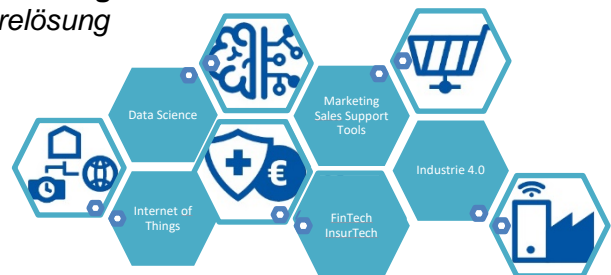 relösung
Data Science
Marketing
Sales Support
Tools
Industrie 4.0
€
Internet of
Things
FinTech
InsurTech